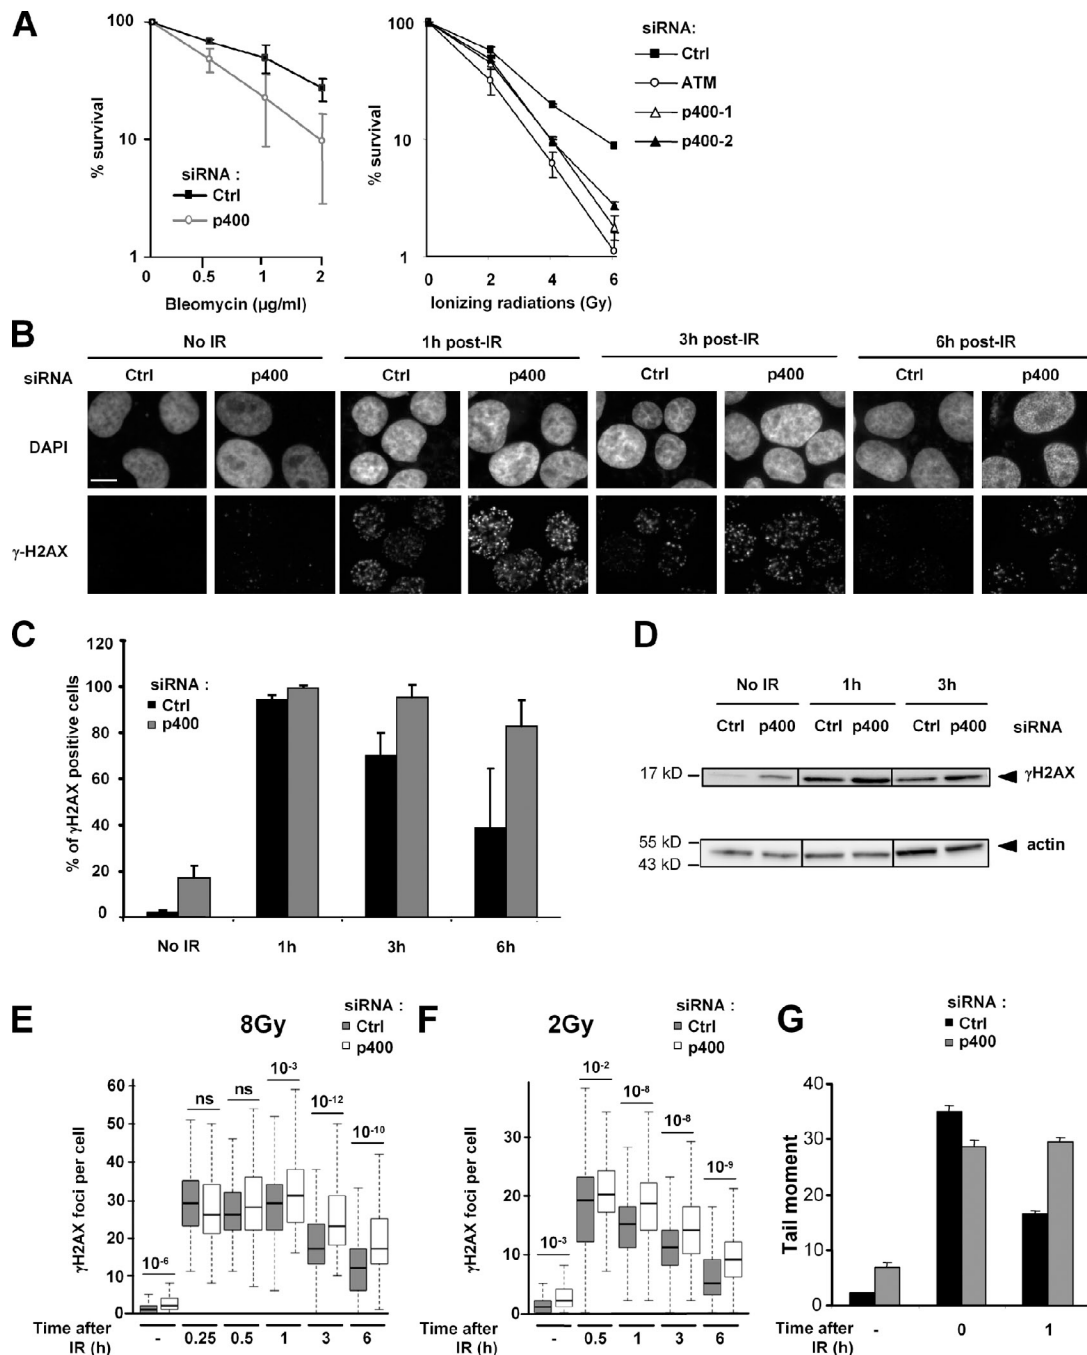 A
siRNA:
Ctrl
ATM
p400-1
p400-2
% survival
100
10
1
siRNA :
Ctrl
p400
0 0.5 1 2
Bleomycin (µg/ml)
% survival
100
10
1
0 2 4 6
Ionizing radiations (Gy)
B
No IR 1h post-IR 3h post-IR 6h post-IR
siRNA Ctrl p400 Ctrl p400 Ctrl p400 Ctrl p400
DAPI
γ-H2AX
C
% of γH2AX positive cells
120
100
80
60
40
20
0
siRNA :
Ctrl
p400
No IR 1h 3h 6h
D
No IR 1h 3h
Ctrl p400 Ctrl p400 Ctrl p400 siRNA
17 kD γH2AX
55 kD actin
43 kD
E
8Gy
siRNA :
Ctrl
p400
γH2AX foci per cell
60
50
40
30
20
10
0
10-6 ns ns 10-3 10-12 10-10
Time after IR (h) - 0.25 0.5 1 3 6
F
2Gy
siRNA :
Ctrl
p400
γH2AX foci per cell
30
20
10
0
10-3 10-2 10-8 10-8 10-9
Time after IR (h) - 0.5 1 3 6
G
siRNA :
Ctrl
p400
Tail moment
40
30
20
10
0
Time after IR (h) - 0 1